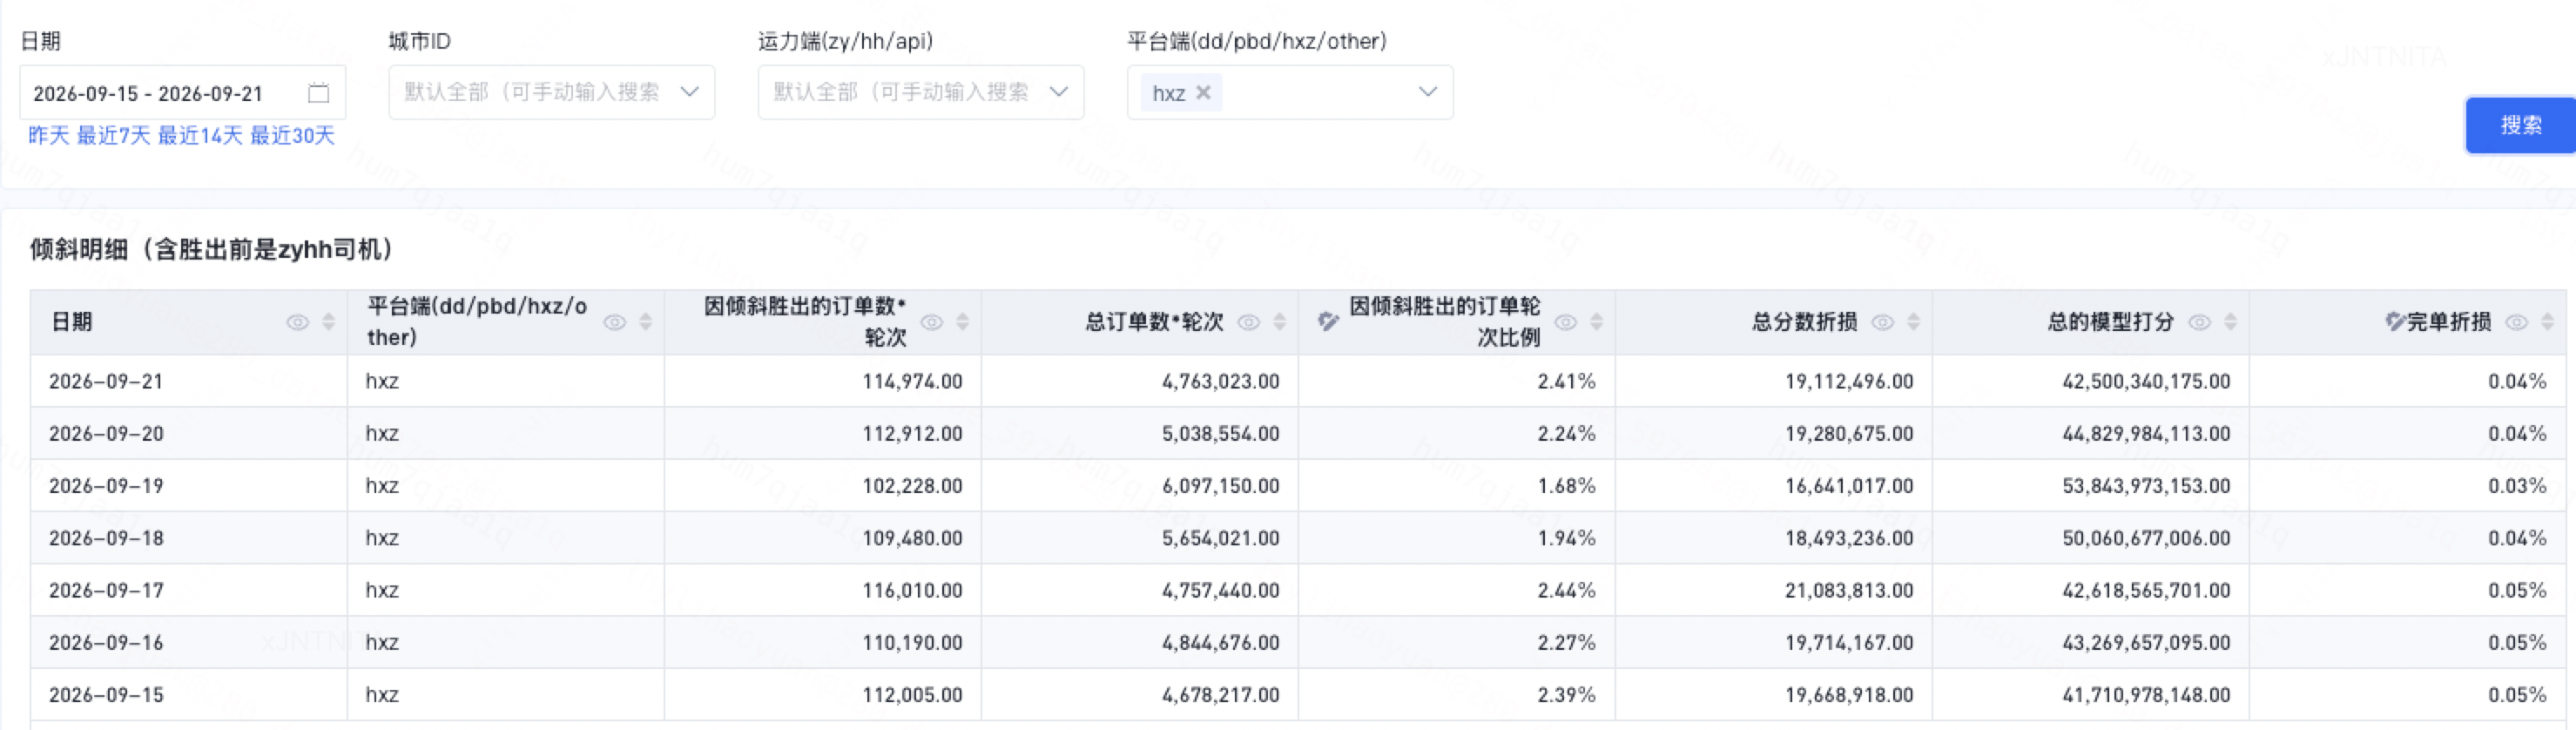 日期
城市ID
运力端(zy/hh/api)
平台端(dd/pbd/hxz/other)
2026-09-15 - 2026-09-21
默认全部（可手动输入搜索
默认全部（可手动输入搜索
hxz
昨天 最近7天 最近14天 最近30天
搜索
xJNTNITA
倾斜明细（含胜出前是zyhh司机）
日期
平台端(dd/pbd/hxz/o
ther)
因倾斜胜出的订单数*
轮次
总订单数*轮次
因倾斜胜出的订单轮
次比例
总分数折损
总的模型打分
完单折损
2026-09-21 hxz 114,974.00 4,763,023.00 2.41% 19,112,496.00 42,500,340,175.00 0.04%
2026-09-20 hxz 112,912.00 5,038,554.00 2.24% 19,280,675.00 44,829,984,113.00 0.04%
2026-09-19 hxz 102,228.00 6,097,150.00 1.68% 16,641,017.00 53,843,973,153.00 0.03%
2026-09-18 hxz 109,480.00 5,654,021.00 1.94% 18,493,236.00 50,060,677,006.00 0.04%
2026-09-17 hxz 116,010.00 4,757,440.00 2.44% 21,083,813.00 42,618,565,701.00 0.05%
2026-09-16 hxz 110,190.00 4,844,676.00 2.27% 19,714,167.00 43,269,657,095.00 0.05%
2026-09-15 hxz 112,005.00 4,678,217.00 2.39% 19,668,918.00 41,710,978,148.00 0.05%